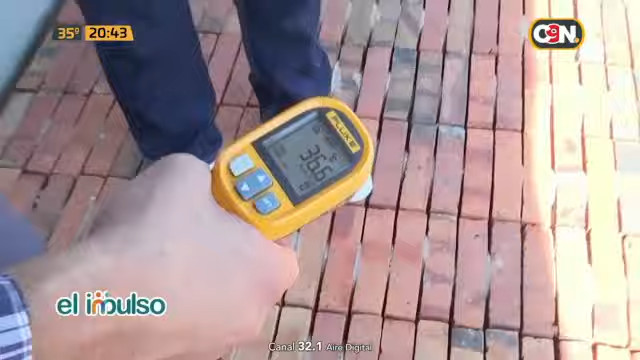 35° 20:43
C9N
FLUKE
36.6
el impulso
Canal 32.1 Aire Digital